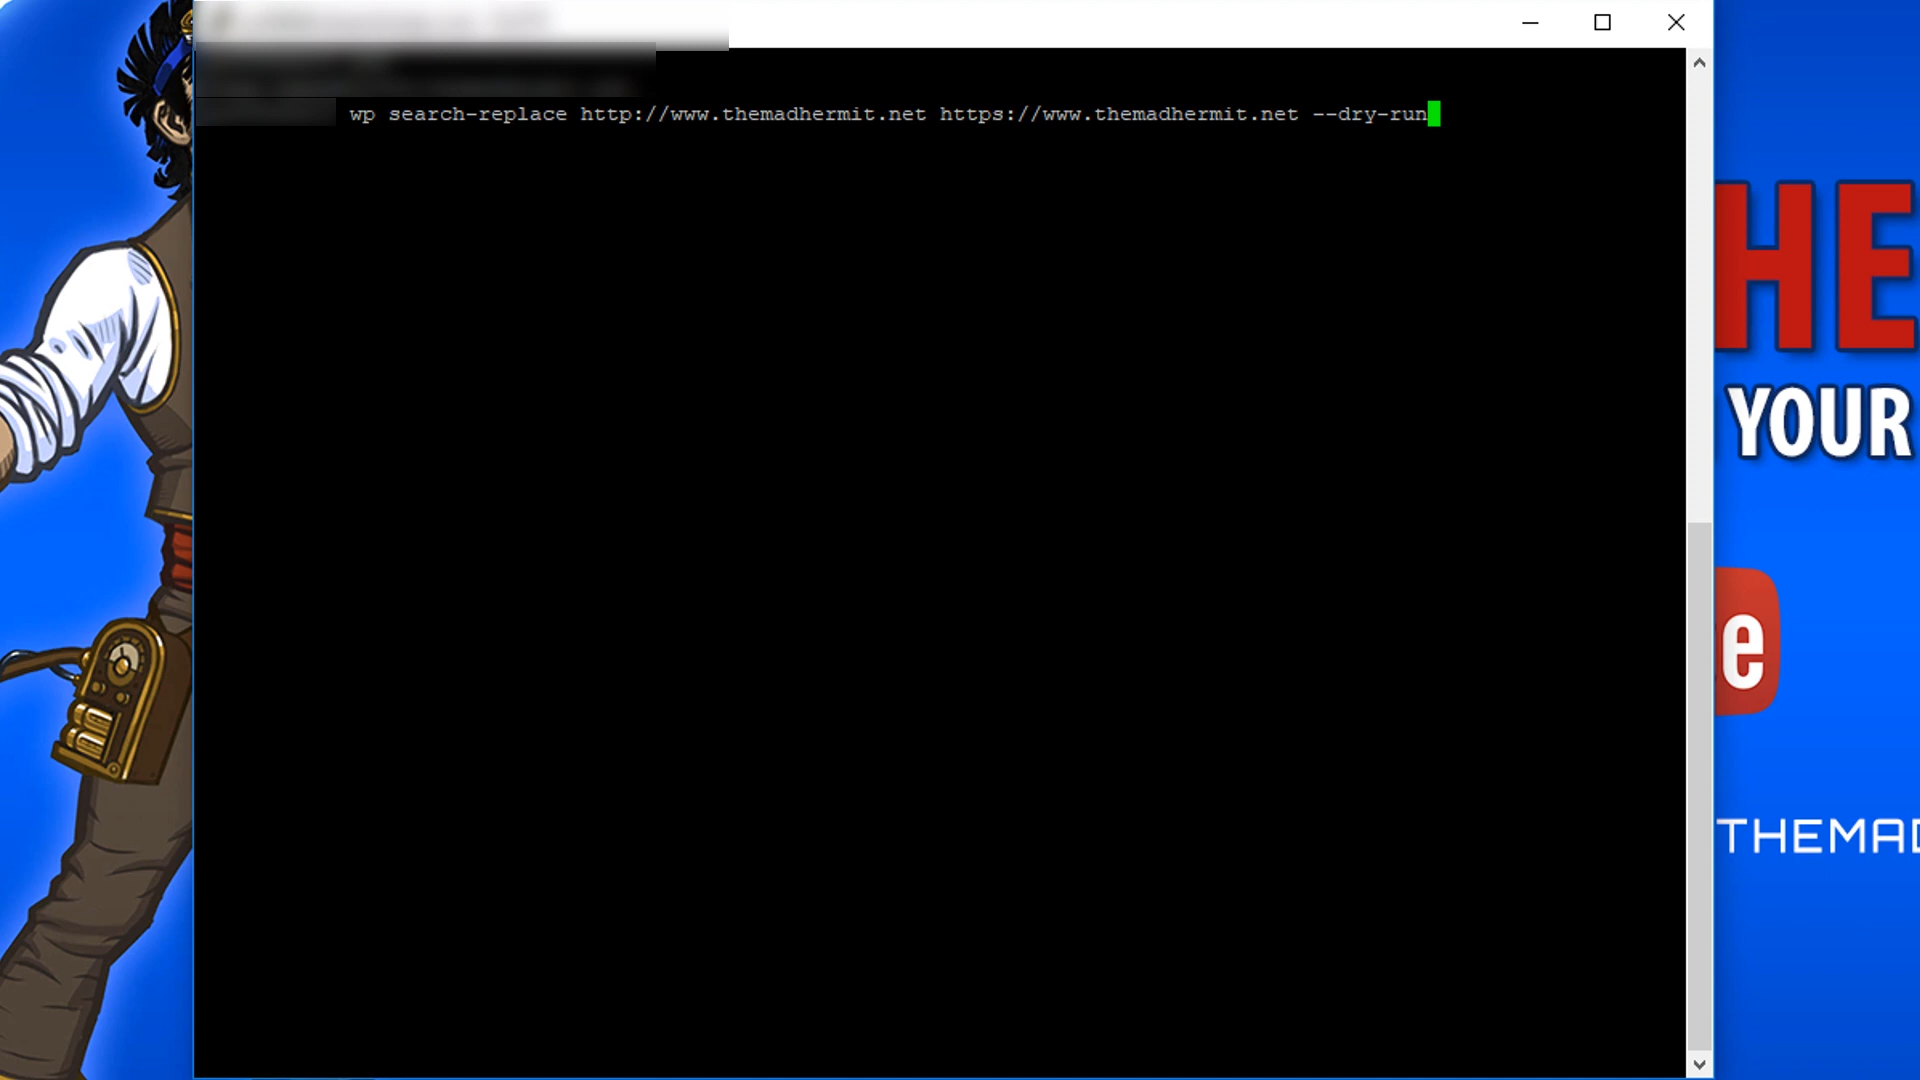 wp search-replace http://www.themadhermit.net https://www.themadhermit.net --dry-run
HE
YOUR
e
THEMAD